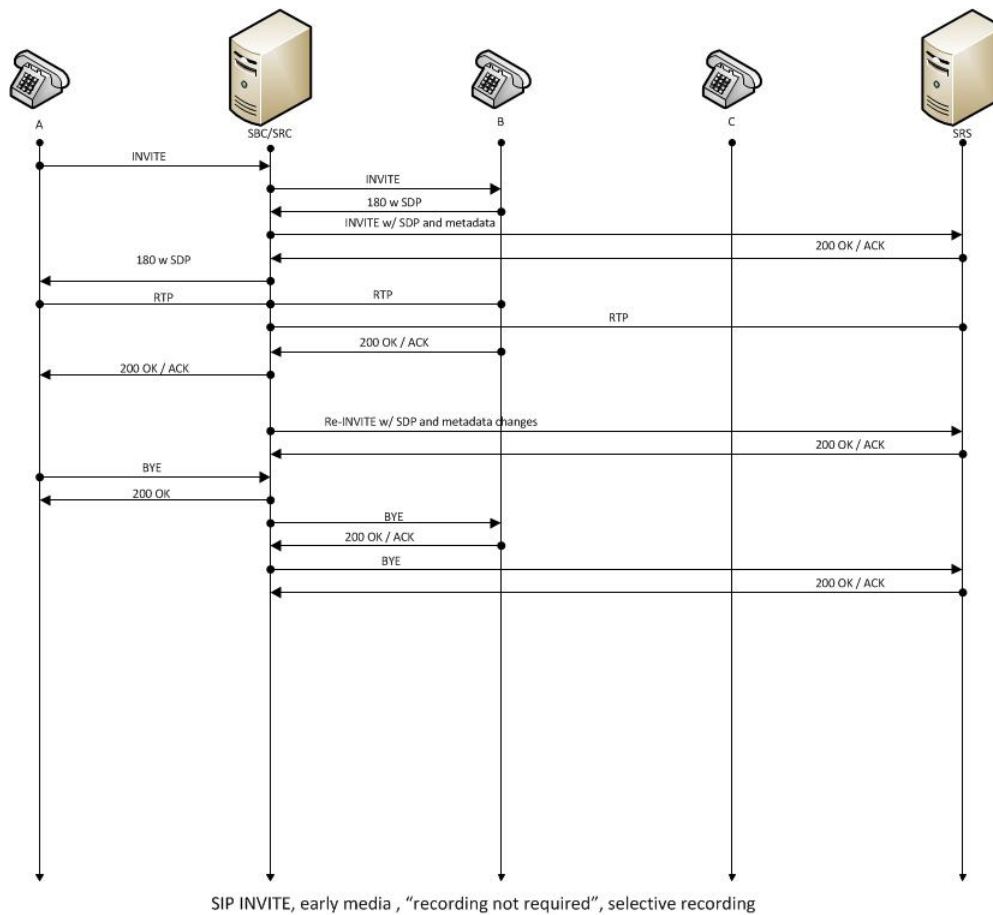 A
SBC/SRC
B
C
SRS
INVITE
INVITE
180 w SDP
INVITE w/ SDP and metadata
200 OK / ACK
180 w SDP
RTP
RTP
RTP
200 OK / ACK
200 OK / ACK
Re-INVITE w/ SDP and metadata changes
200 OK / ACK
BYE
200 OK
BYE
200 OK / ACK
BYE
200 OK / ACK
SIP INVITE, early media , “recording not required”, selective recording